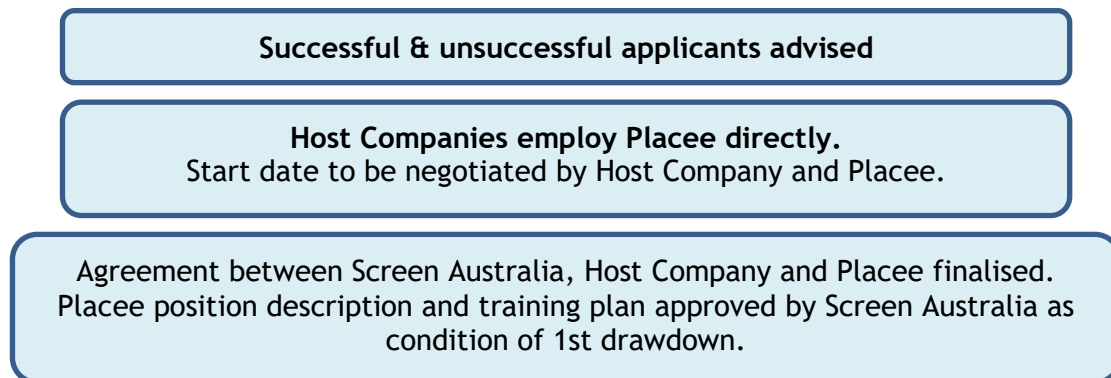 Successful & unsuccessful applicants advised
Host Companies employ Placee directly.
Start date to be negotiated by Host Company and Placee.
Agreement between Screen Australia, Host Company and Placee finalised.
Placee position description and training plan approved by Screen Australia as
condition of 1st drawdown.